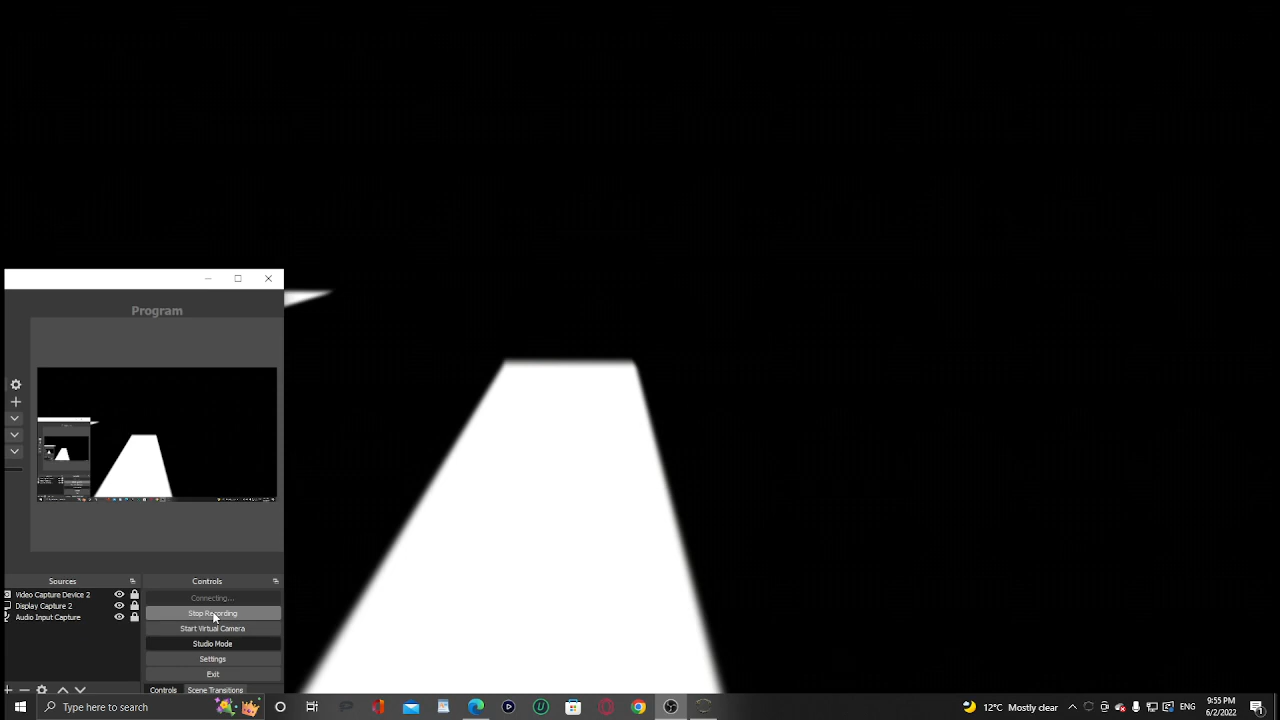 Program
Sources
Controls
Video Capture Device 2
Display Capture 2
Audio Input Capture
Connecting...
Stop Recording
Start Virtual Camera
Studio Mode
Settings
Exit
Controls
Scene Transitions
Type here to search
12°C Mostly clear
ENG
9:55 PM
6/2/2022